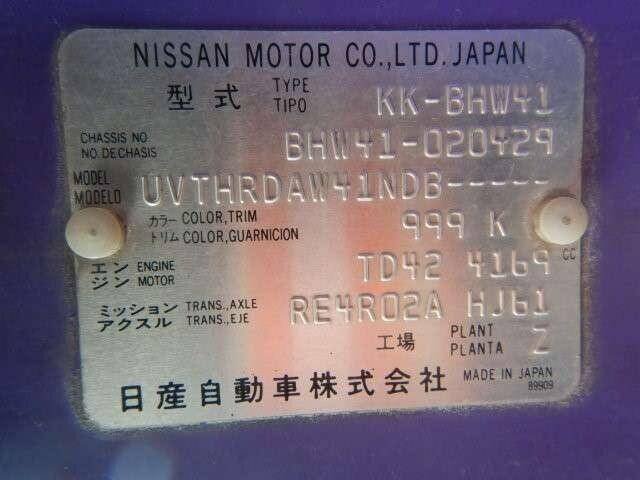 NISSAN MOTOR CO.,LTD. JAPAN
型式 TYPE TIPO KK-BHW41
CHASSIS NO
NO DE CHASIS BHW41-020429
MODEL
MODELO UVTHRDAW41NDB-----
カラー COLOR,TRIM
トリム COLOR,GUARNICION 999 K
エン ENGINE
ジン MOTOR TD42 4169 CC
ミッション TRANS.,AXLE
アクスル TRANS.,EJE RE4R02A HJ61
工場 PLANT
PLANTA Z
日産自動車株式会社 MADE IN JAPAN
89909